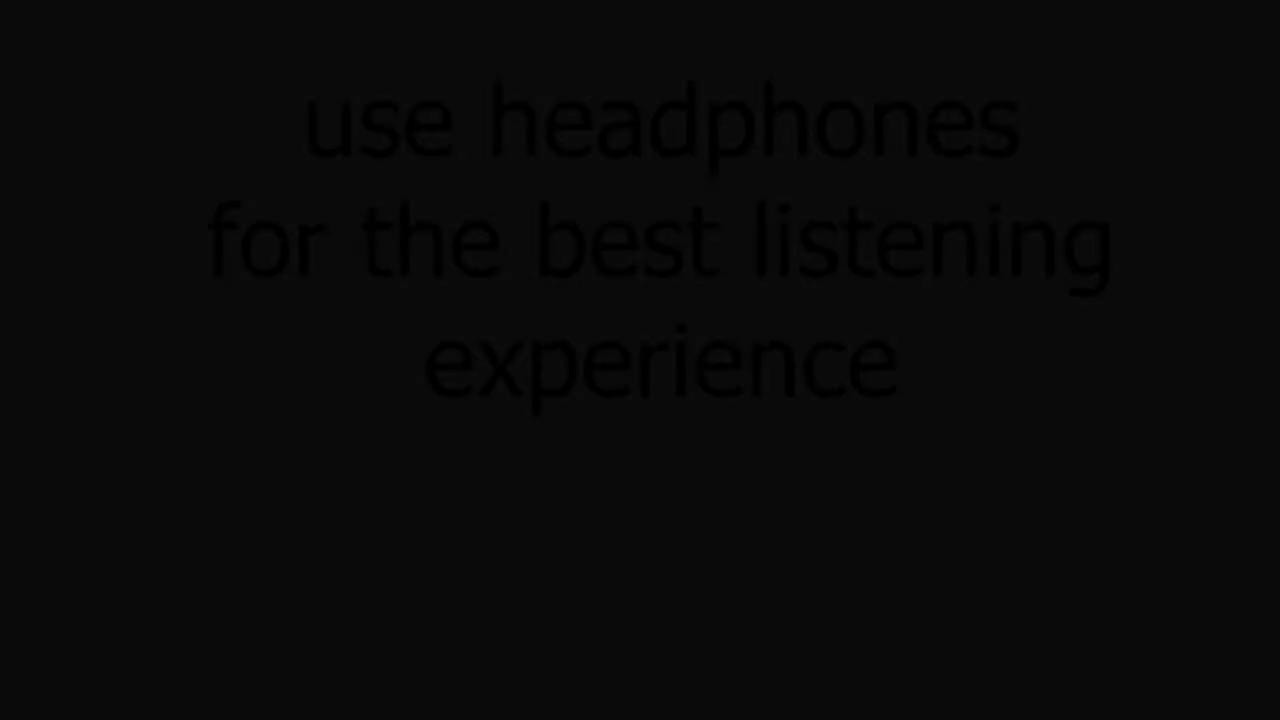 use headphones
for the best listening
experience